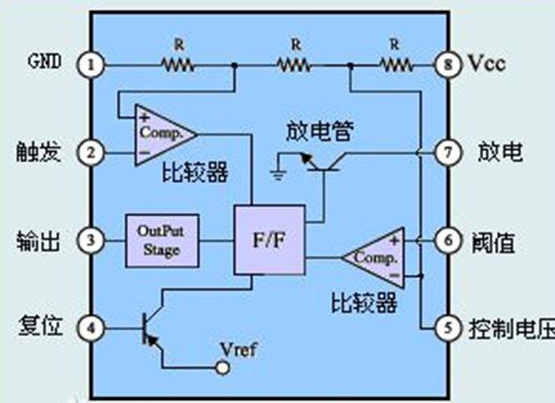 GND 1 R R R 8 Vcc
+
Comp.
−
触发 2
比较器
放电管
7 放电
输出 3
OutPut
Stage
F/F
+
Comp.
−
6 阈值
比较器
复位 4
Vref
5 控制电压